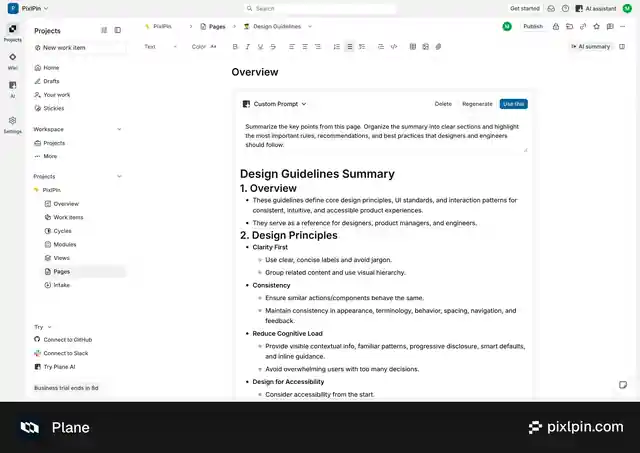 PixlPin
Search
Get started
AI assistant
M
Projects
Wiki
AI
Settings
Projects
New work item
Home
Drafts
Your work
Stickies
Workspace
Projects
More
Projects
PixlPin
Overview
Work items
Cycles
Modules
Views
Pages
Intake
Try
Connect to GitHub
Connect to Slack
Try Plane AI
Business trial ends in 8d
PixlPin
Pages
Design Guidelines
M
Publish
Text
Color
Aa
B
I
U
S
AI summary
Overview
Custom Prompt
Delete
Regenerate
Use this
Summarize the key points from this page. Organize the summary into clear sections and highlight
the most important rules, recommendations, and best practices that designers and engineers
should follow.
Design Guidelines Summary
1. Overview
• These guidelines define core design principles, UI standards, and interaction patterns for
consistent, intuitive, and accessible product experiences.
• They serve as a reference for designers, product managers, and engineers.
2. Design Principles
• Clarity First
Use clear, concise labels and avoid jargon.
Group related content and use visual hierarchy.
• Consistency
Ensure similar actions/components behave the same.
Maintain consistency in appearance, terminology, behavior, spacing, navigation, and
feedback.
• Reduce Cognitive Load
Provide visible contextual info, familiar patterns, progressive disclosure, smart defaults,
and inline guidance.
Avoid overwhelming users with too many decisions.
• Design for Accessibility
Consider accessibility from the start.
Plane
pixlpin.com